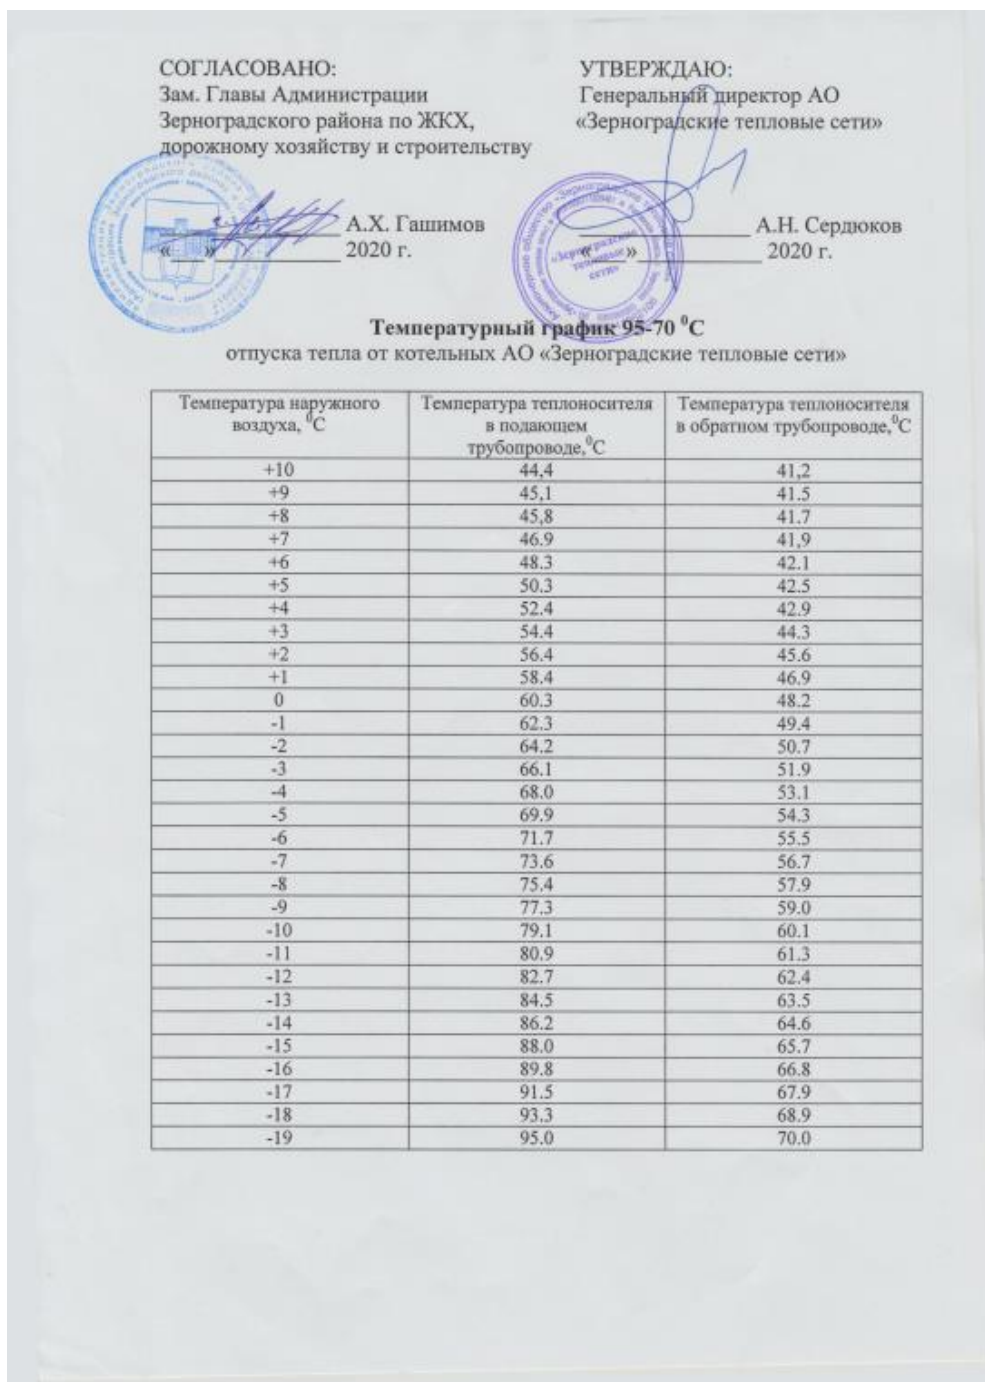 СОГЛАСОВАНО:
Зам. Главы Администрации
Зерноградского района по ЖКХ,
дорожному хозяйству и строительству
А.Х. Гашимов
«___»___________ 2020 г.
УТВЕРЖДАЮ:
Генеральный директор АО
«Зерноградские тепловые сети»
А.Н. Сердюков
«___»___________ 2020 г.
«Зерноградские
тепловые
сети»
Температурный график 95-70 ⁰С
отпуска тепла от котельных АО «Зерноградские тепловые сети»
Температура наружного воздуха, ⁰С Температура теплоносителя в подающем трубопроводе,⁰С Температура теплоносителя в обратном трубопроводе,⁰С
+10 44,4 41,2
+9 45,1 41.5
+8 45,8 41.7
+7 46.9 41,9
+6 48.3 42.1
+5 50.3 42.5
+4 52.4 42.9
+3 54.4 44.3
+2 56.4 45.6
+1 58.4 46.9
0 60.3 48.2
-1 62.3 49.4
-2 64.2 50.7
-3 66.1 51.9
-4 68.0 53.1
-5 69.9 54.3
-6 71.7 55.5
-7 73.6 56.7
-8 75.4 57.9
-9 77.3 59.0
-10 79.1 60.1
-11 80.9 61.3
-12 82.7 62.4
-13 84.5 63.5
-14 86.2 64.6
-15 88.0 65.7
-16 89.8 66.8
-17 91.5 67.9
-18 93.3 68.9
-19 95.0 70.0